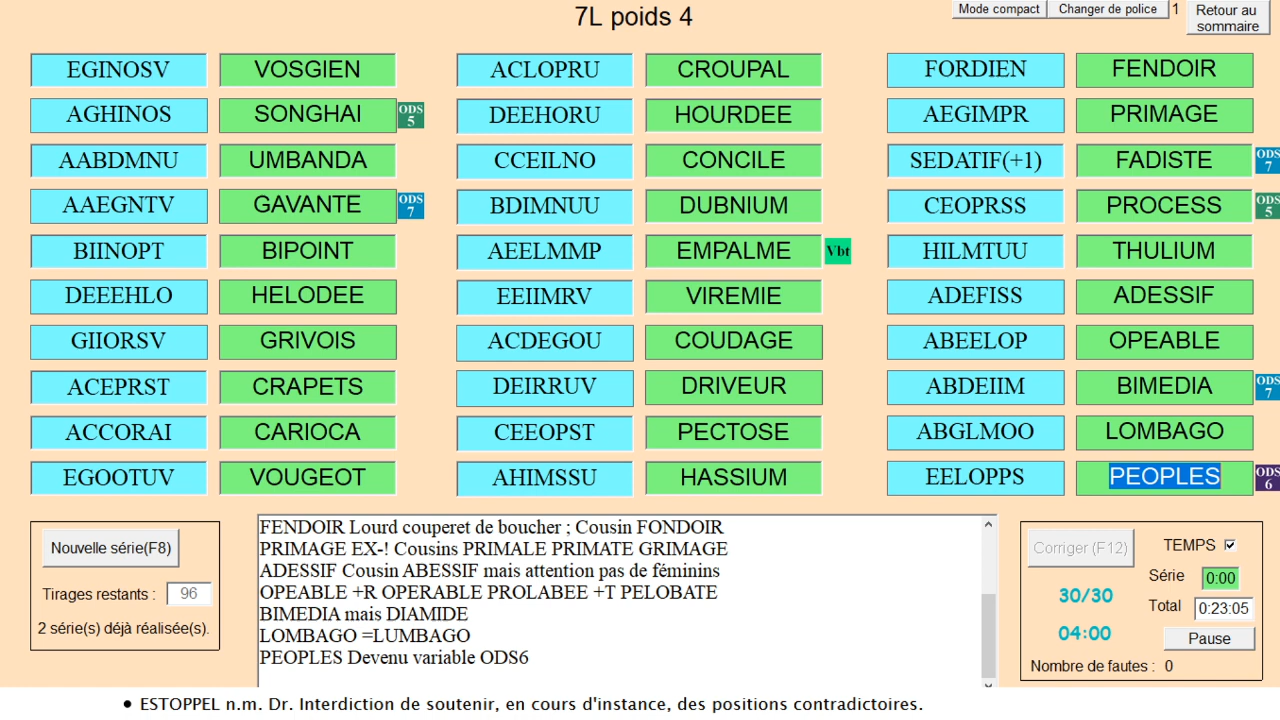 7L poids 4
Mode compact Changer de police 1 Retour au sommaire
EGINOSV VOSGIEN ACLOPRU CROUPAL FORDIEN FENDOIR
AGHINOS SONGHAI ODS 5 DEEHORU HOURDEE AEGIMPR PRIMAGE
AABDMNU UMBANDA CCEILNO CONCILE SEDATIF(+1) FADISTE ODS 7
AAEGNTV GAVANTE ODS 7 BDIMNUU DUBNIUM CEOPRSS PROCESS ODS 5
BIINOPT BIPOINT AEELMMP EMPALME Vbt HILMTUU THULIUM
DEEEHLO HELODEE EEIIMRV VIREMIE ADEFISS ADESSIF
GIIORSV GRIVOIS ACDEGOU COUDAGE ABEELOP OPEABLE
ACEPRST CRAPETS DEIRRUV DRIVEUR ABDEIIM BIMEDIA ODS 7
ACCORAI CARIOCA CEEOPST PECTOSE ABGLMOO LOMBAGO
EGOOTUV VOUGEOT AHIMSSU HASSIUM EELOPPS PEOPLES ODS 6
Nouvelle série(F8)
Tirages restants : 96
2 série(s) déjà réalisée(s).
FENDOIR Lourd couperet de boucher ; Cousin FONDOIR
PRIMAGE EX-! Cousins PRIMALE PRIMATE GRIMAGE
ADESSIF Cousin ABESSIF mais attention pas de féminins
OPEABLE +R OPERABLE PROLABEE +T PELOBATE
BIMEDIA mais DIAMIDE
LOMBAGO =LUMBAGO
PEOPLES Devenu variable ODS6
Corriger (F12) TEMPS
Série 0:00
30/30 Total 0:23:05
04:00 Pause
Nombre de fautes : 0
• ESTOPPEL n.m. Dr. Interdiction de soutenir, en cours d'instance, des positions contradictoires.